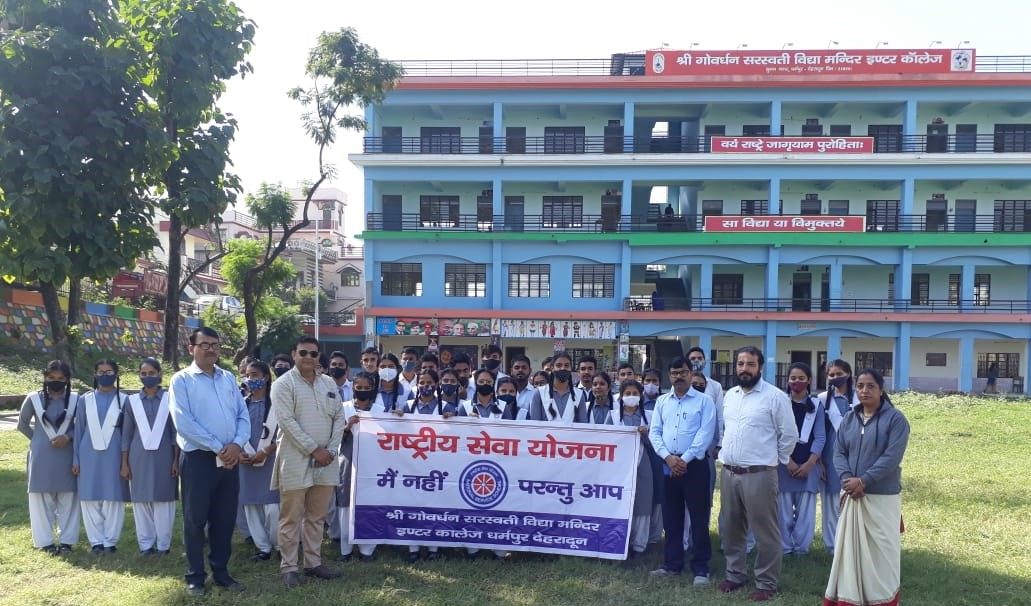 श्री गोवर्धन सरस्वती विद्या मन्दिर इण्टर कॉलेज
वयं राष्ट्रे जागृयाम पुरोहिताः
सा विद्या या विमुक्तये
राष्ट्रीय सेवा योजना
मैं नहीं परन्तु आप
श्री गोवर्धन सरस्वती विद्या मन्दिर
इण्टर कालेज धर्मपुर देहरादून